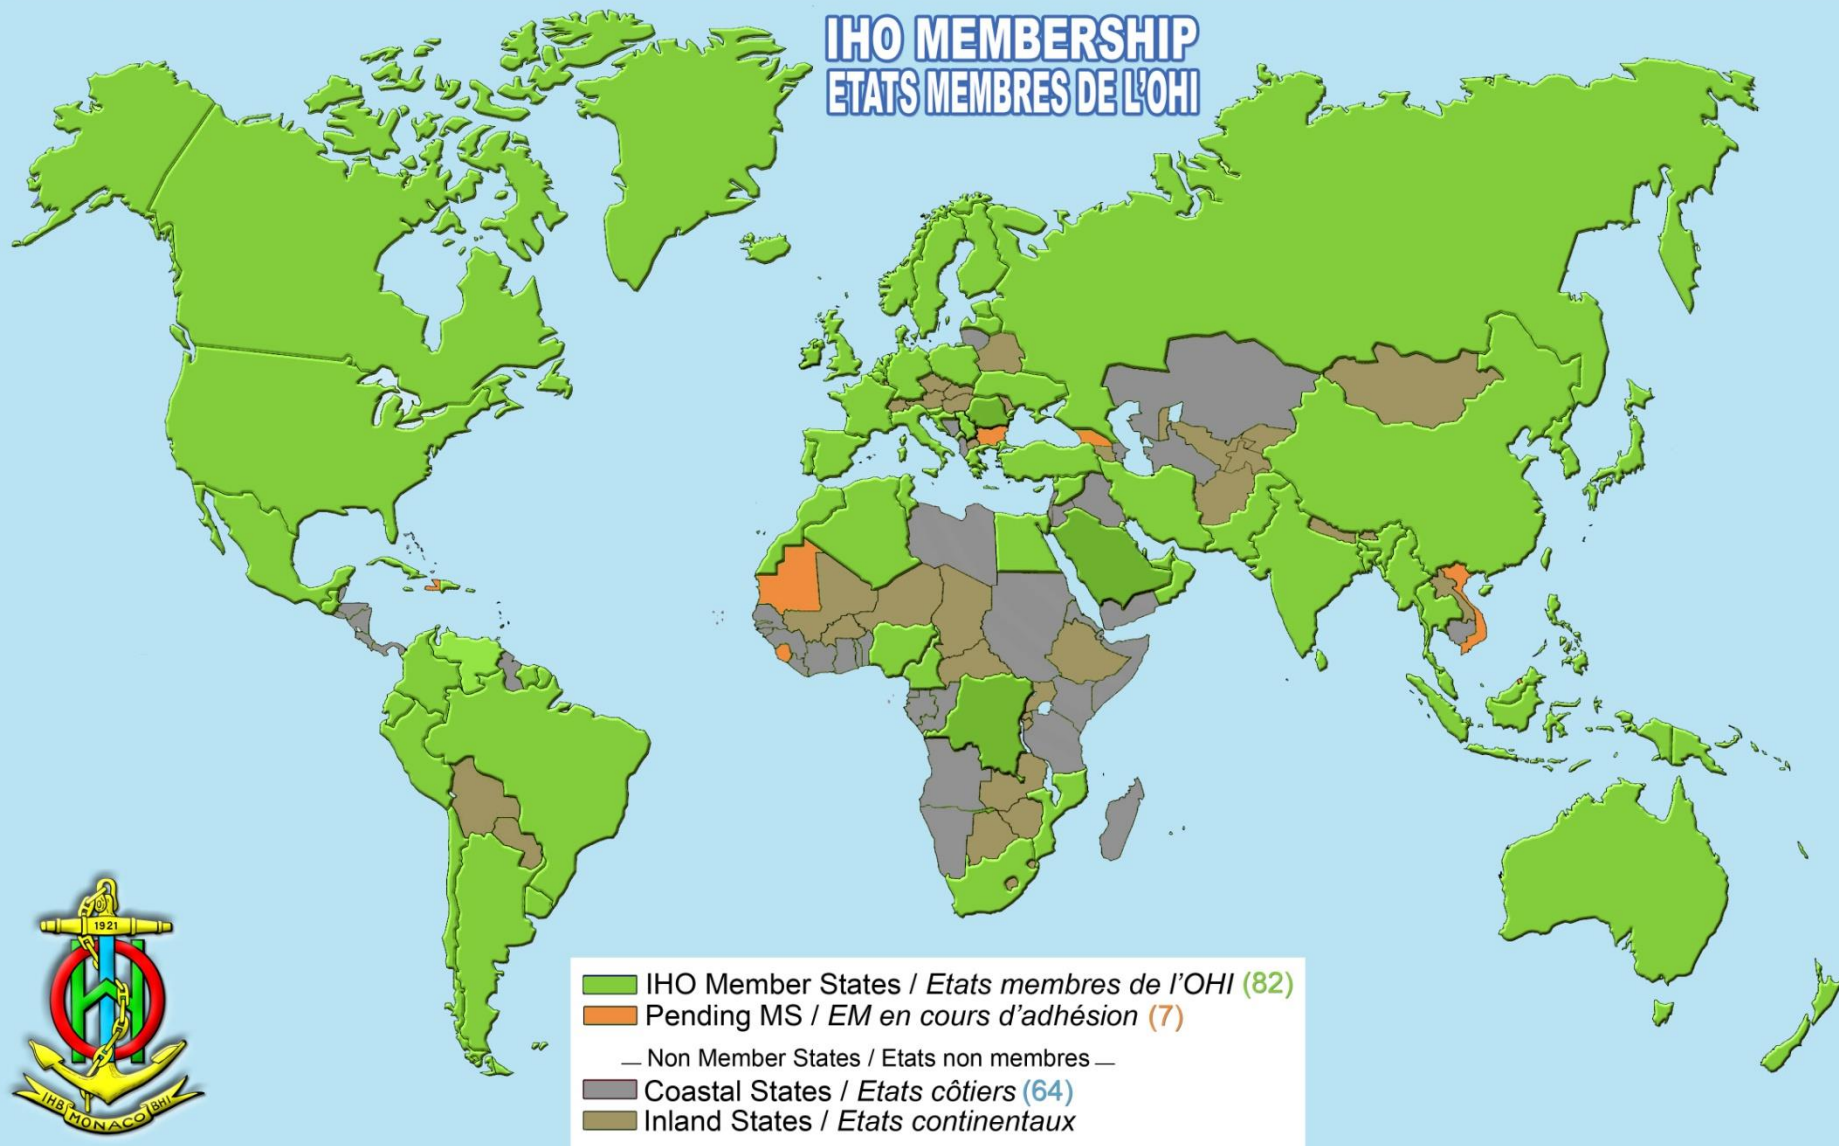 IHO MEMBERSHIP
ETATS MEMBRES DE L'OHI
IHO Member States / Etats membres de l'OHI (82)
Pending MS / EM en cours d'adhésion (7)
— Non Member States / Etats non membres —
Coastal States / Etats côtiers (64)
Inland States / Etats continentaux
1921
IHB MONACO BHI